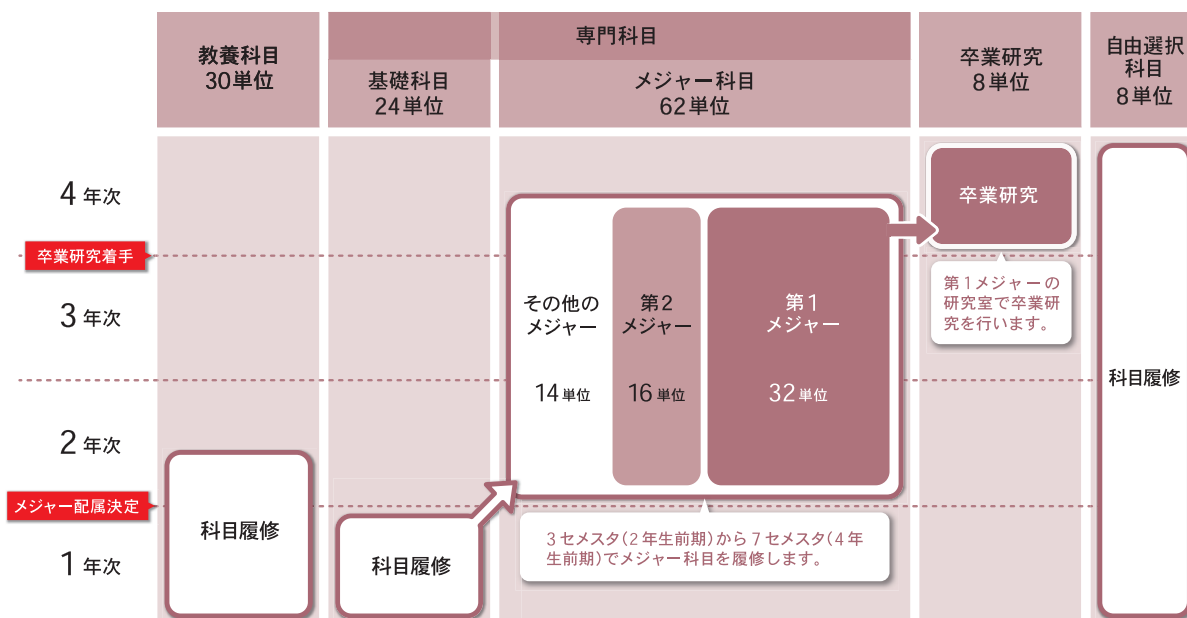 教養科目
30単位
専門科目
基礎科目
24単位
メジャー科目
62単位
卒業研究
8単位
自由選択
科目
8単位
4 年次
卒業研究着手
3 年次
2 年次
メジャー配属決定
1 年次
科目履修
科目履修
その他の
メジャー
14単位
第2
メジャー
16単位
第1
メジャー
32単位
3セメスタ(2年生前期)から7セメスタ(4年
生前期)でメジャー科目を履修します。
卒業研究
第1メジャーの
研究室で卒業研
究を行います。
科目履修